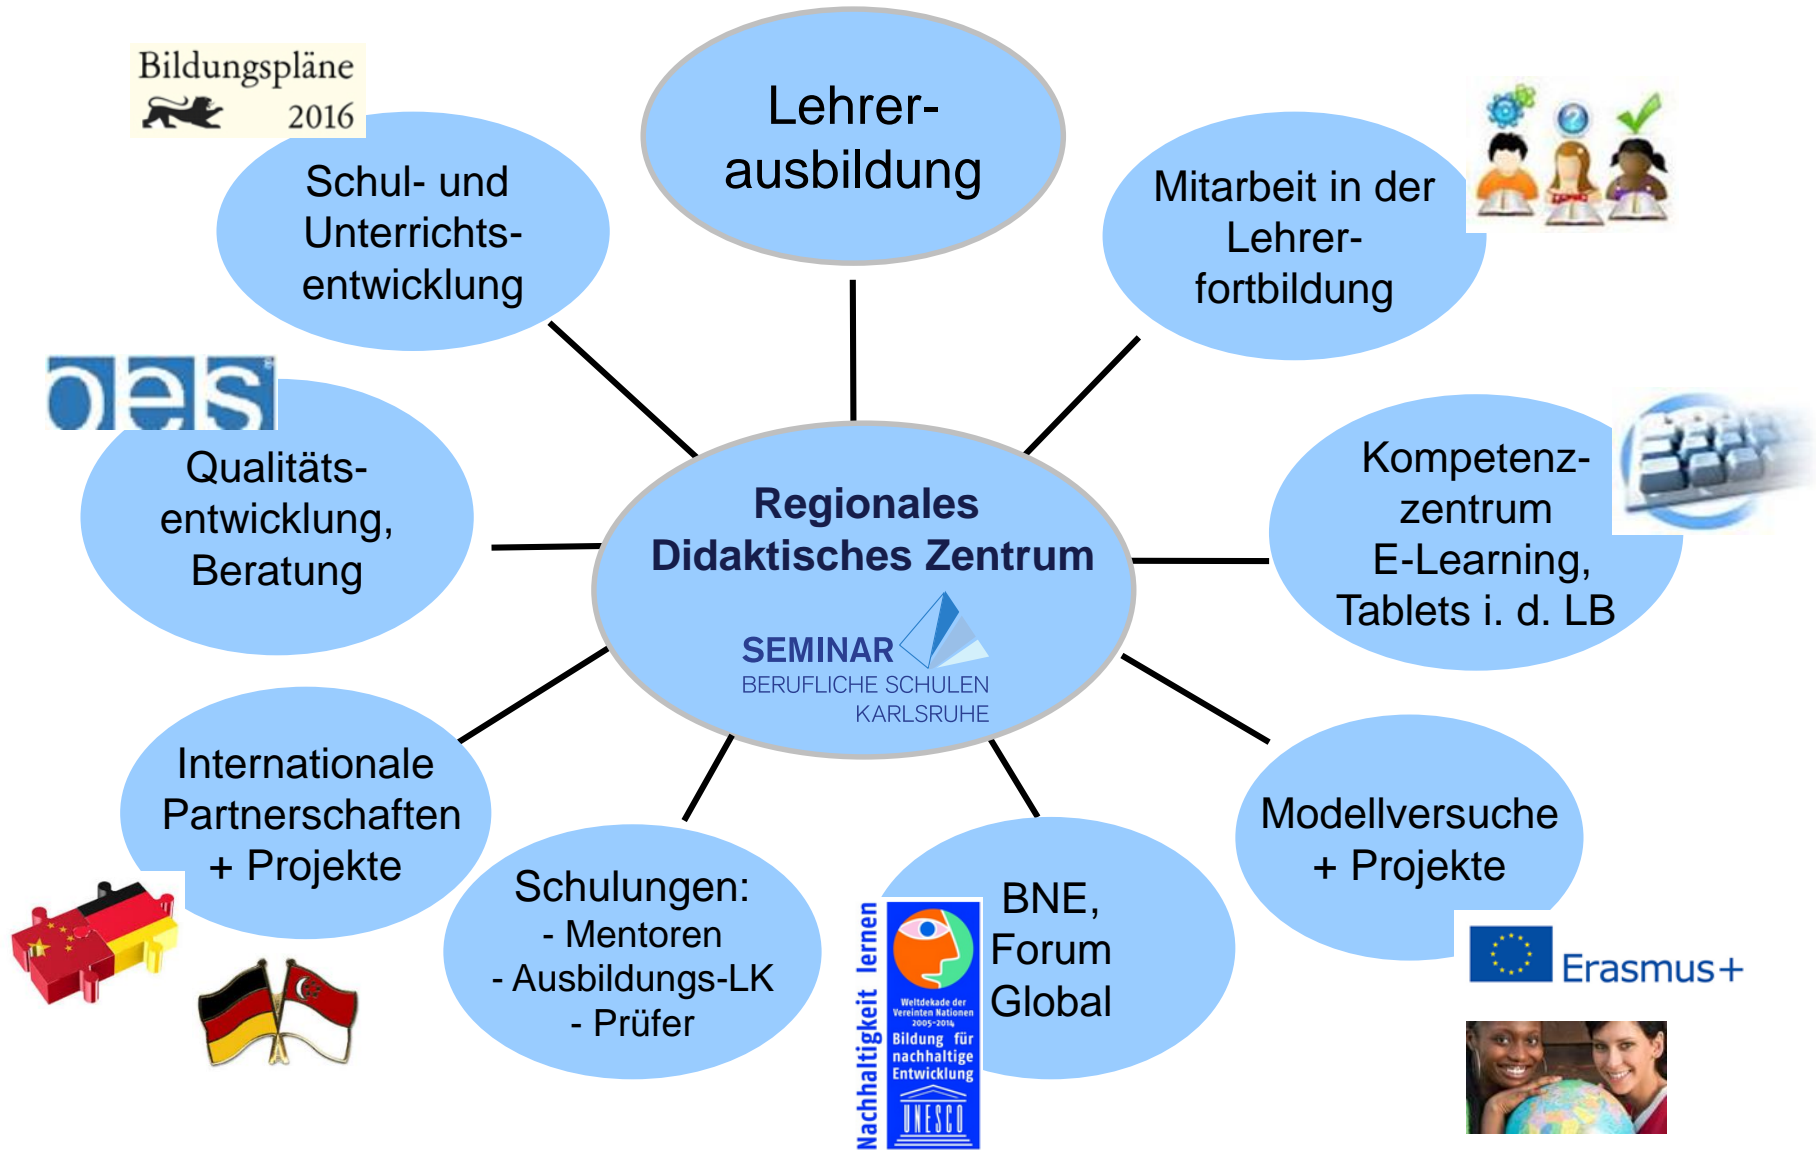 Bildungspläne
2016
Lehrer-
ausbildung
Schul- und
Unterrichts-
entwicklung
Mitarbeit in der
Lehrer-
fortbildung
oes
Qualitäts-
entwicklung,
Beratung
Regionales
Didaktisches Zentrum
SEMINAR
BERUFLICHE SCHULEN
KARLSRUHE
Kompetenz-
zentrum
E-Learning,
Tablets i. d. LB
Internationale
Partnerschaften
+ Projekte
Schulungen:
- Mentoren
- Ausbildungs-LK
- Prüfer
Nachhaltigkeit lernen
Weltdekade der
Vereinten Nationen
2005-2014
Bildung für
nachhaltige
Entwicklung
UNESCO
BNE,
Forum
Global
Modellversuche
+ Projekte
Erasmus+